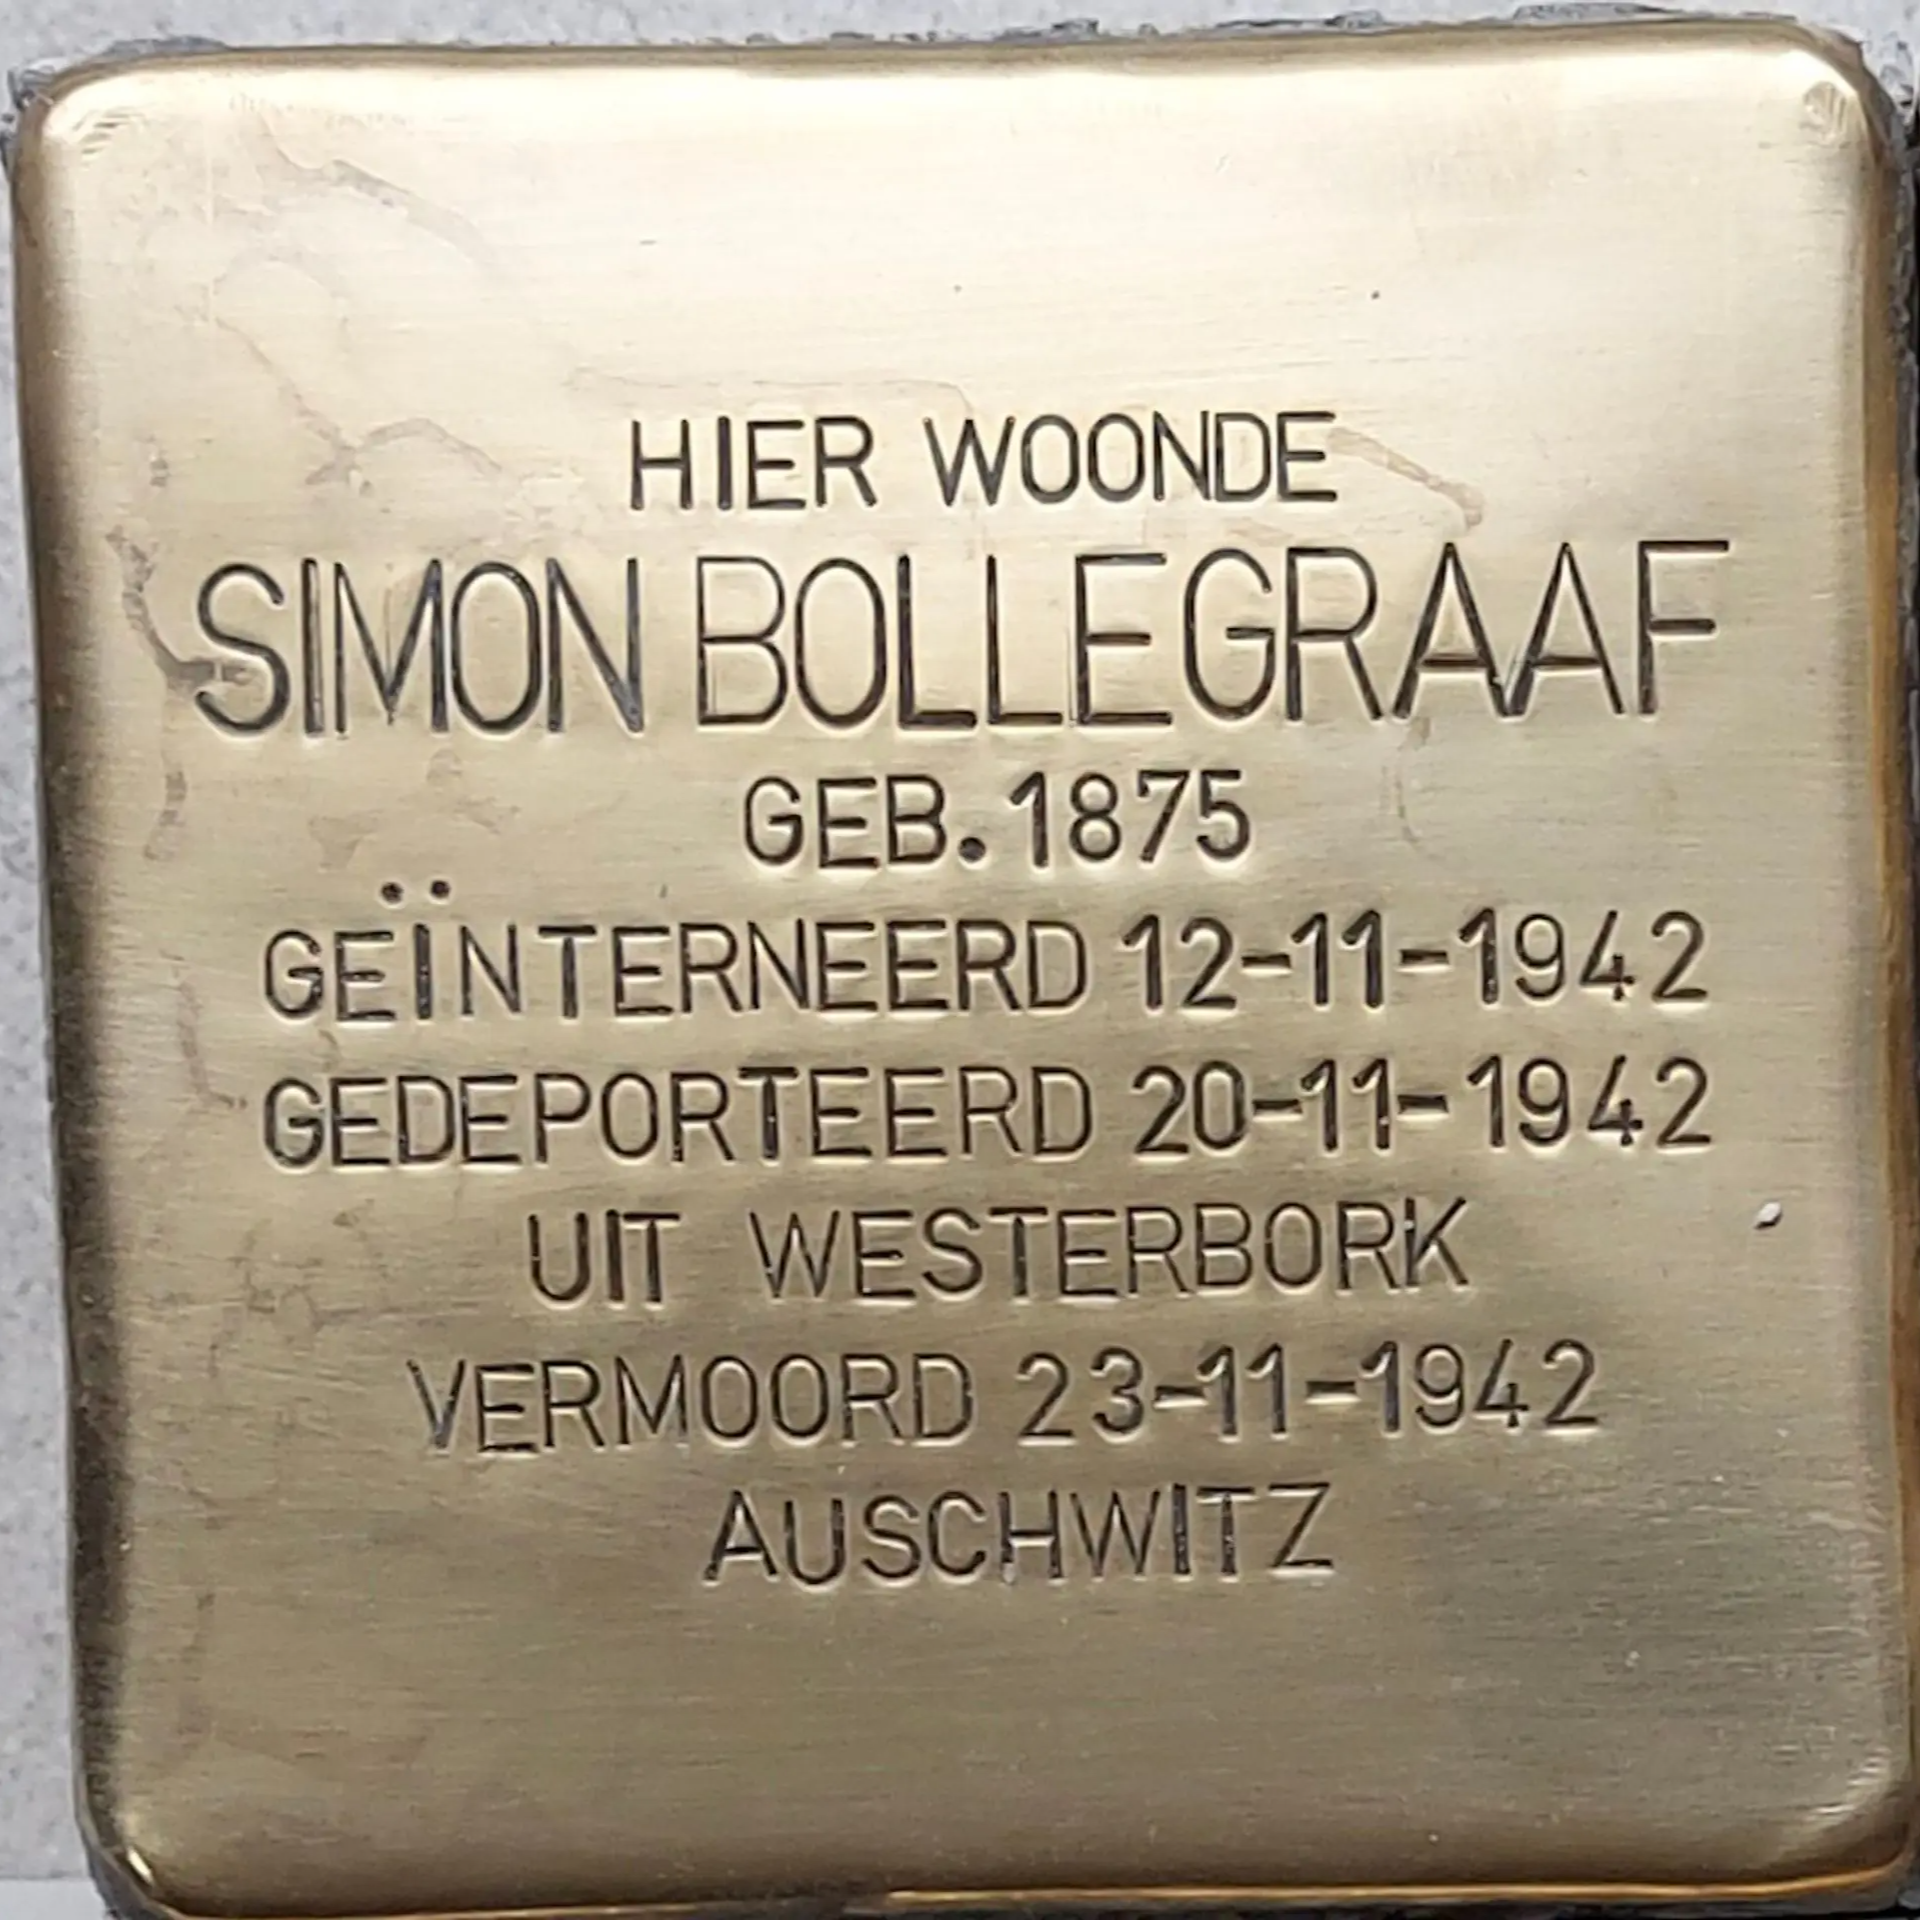 HIER WOONDE
SIMON BOLLEGRAAF
GEB. 1875
GEÏNTERNEERD 12-11-1942
GEDEPORTEERD 20-11-1942
UIT WESTERBORK
VERMOORD 23-11-1942
AUSCHWITZ